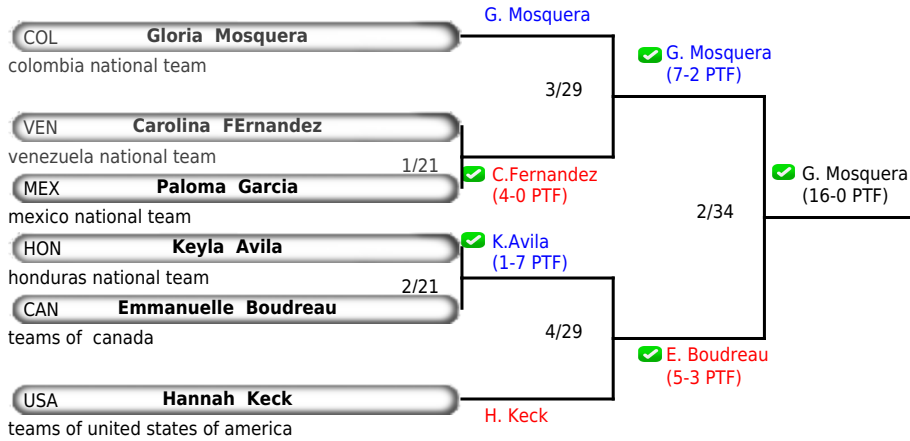 G. Mosquera
COL Gloria Mosquera
colombia national team
G. Mosquera
(7-2 PTF)
3/29
VEN Carolina FErnandez
venezuela national team
1/21
C.Fernandez
(4-0 PTF)
MEX Paloma Garcia
mexico national team
G. Mosquera
(16-0 PTF)
2/34
HON Keyla Avila
honduras national team
K.Avila
(1-7 PTF)
2/21
CAN Emmanuelle Boudreau
teams of canada
4/29
E. Boudreau
(5-3 PTF)
USA Hannah Keck
teams of united states of america
H. Keck